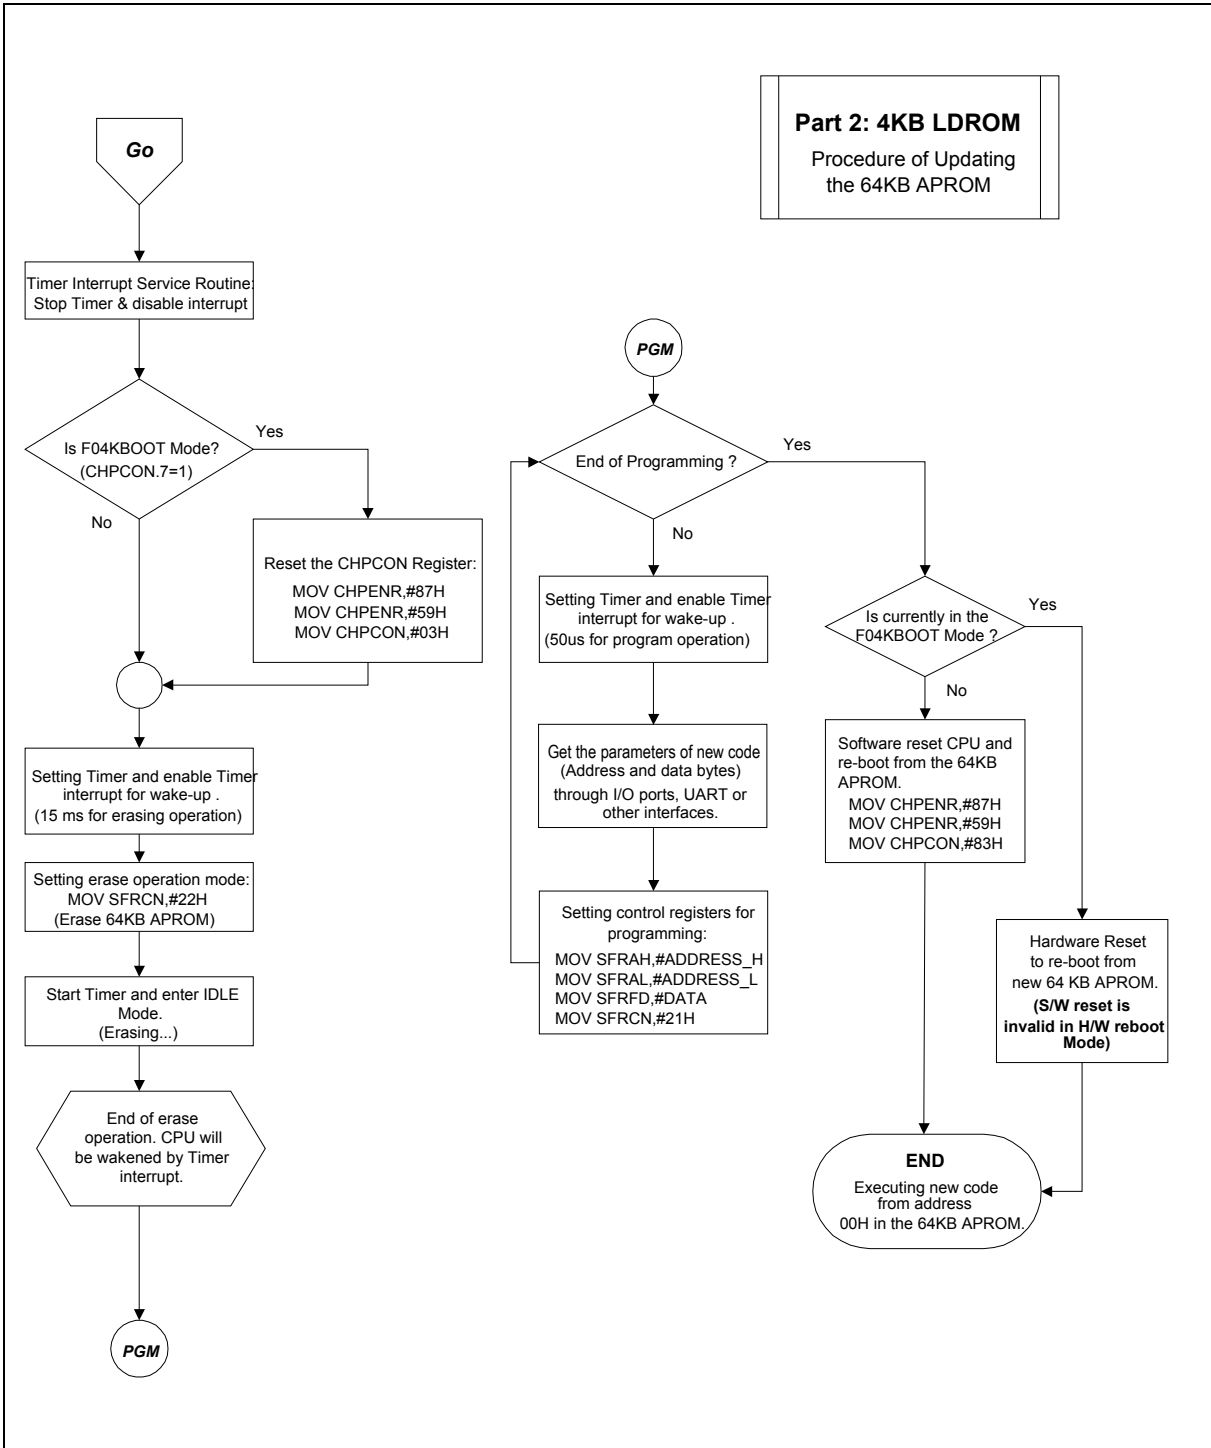 Part 2: 4KB LDROM
Procedure of Updating
the 64KB APROM
Go
Timer Interrupt Service Routine:
Stop Timer & disable interrupt
Is F04KBOOT Mode?
(CHPCON.7=1)
Yes
No
Reset the CHPCON Register:
MOV CHPENR,#87H
MOV CHPENR,#59H
MOV CHPCON,#03H
Setting Timer and enable Timer
interrupt for wake-up .
(15 ms for erasing operation)
Setting erase operation mode:
MOV SFRCN,#22H
(Erase 64KB APROM)
Start Timer and enter IDLE
Mode.
(Erasing...)
End of erase
operation. CPU will
be wakened by Timer
interrupt.
PGM
PGM
End of Programming ?
Yes
No
Setting Timer and enable Timer
interrupt for wake-up .
(50us for program operation)
Get the parameters of new code
(Address and data bytes)
through I/O ports, UART or
other interfaces.
Setting control registers for
programming:
MOV SFRAH,#ADDRESS_H
MOV SFRAL,#ADDRESS_L
MOV SFRFD,#DATA
MOV SFRCN,#21H
Is currently in the
F04KBOOT Mode ?
Yes
No
Software reset CPU and
re-boot from the 64KB
APROM.
MOV CHPENR,#87H
MOV CHPENR,#59H
MOV CHPCON,#83H
Hardware Reset
to re-boot from
new 64 KB APROM.
(S/W reset is
invalid in H/W reboot
Mode)
END
Executing new code
from address
00H in the 64KB APROM.